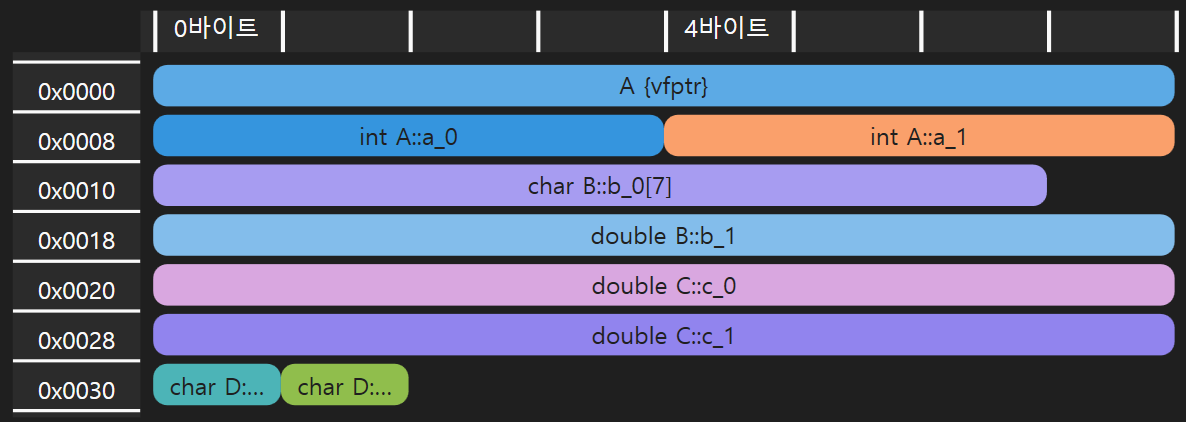 0바이트 4바이트
0x0000 A {vfptr}
0x0008 int A::a_0 int A::a_1
0x0010 char B::b_0[7]
0x0018 double B::b_1
0x0020 double C::c_0
0x0028 double C::c_1
0x0030 char D:... char D:...